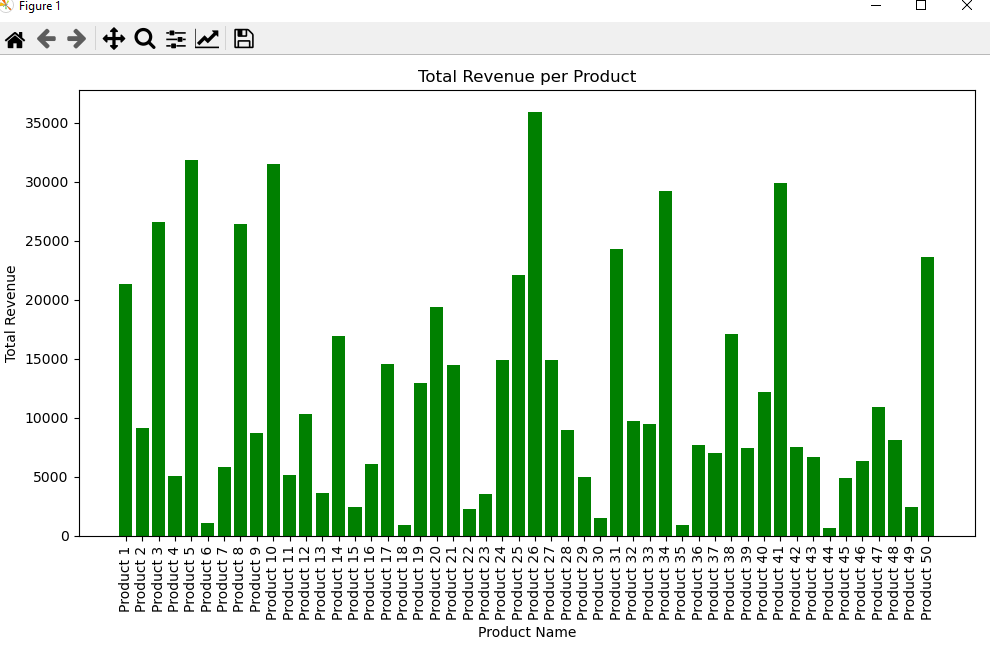 Figure 1
Total Revenue per Product
Total Revenue
35000
30000
25000
20000
15000
10000
5000
0
Product 1
Product 2
Product 3
Product 4
Product 5
Product 6
Product 7
Product 8
Product 9
Product 10
Product 11
Product 12
Product 13
Product 14
Product 15
Product 16
Product 17
Product 18
Product 19
Product 20
Product 21
Product 22
Product 23
Product 24
Product 25
Product 26
Product 27
Product 28
Product 29
Product 30
Product 31
Product 32
Product 33
Product 34
Product 35
Product 36
Product 37
Product 38
Product 39
Product 40
Product 41
Product 42
Product 43
Product 44
Product 45
Product 46
Product 47
Product 48
Product 49
Product 50
Product Name